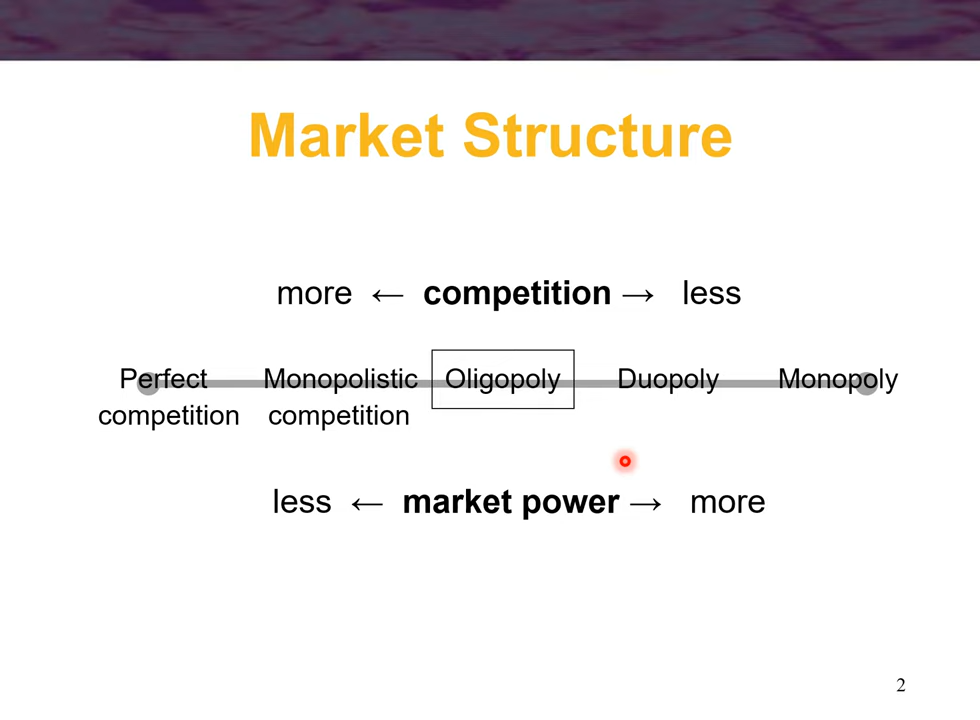 Market Structure
more ← competition → less
Perfect Monopolistic Oligopoly Duopoly Monopoly
competition competition
less ← market power → more
2